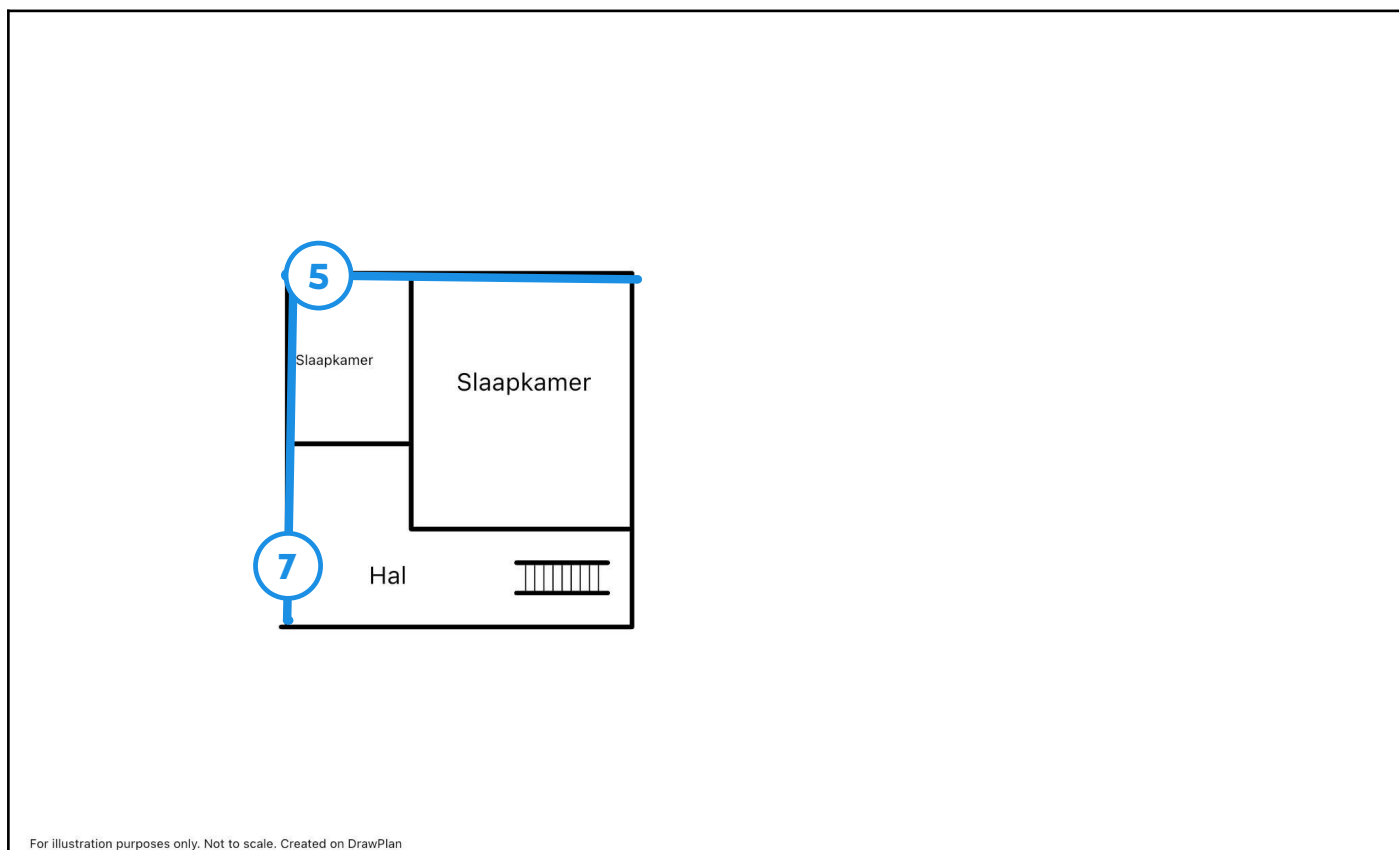 5
Slaapkamer
Slaapkamer
7
Hal
For illustration purposes only. Not to scale. Created on DrawPlan